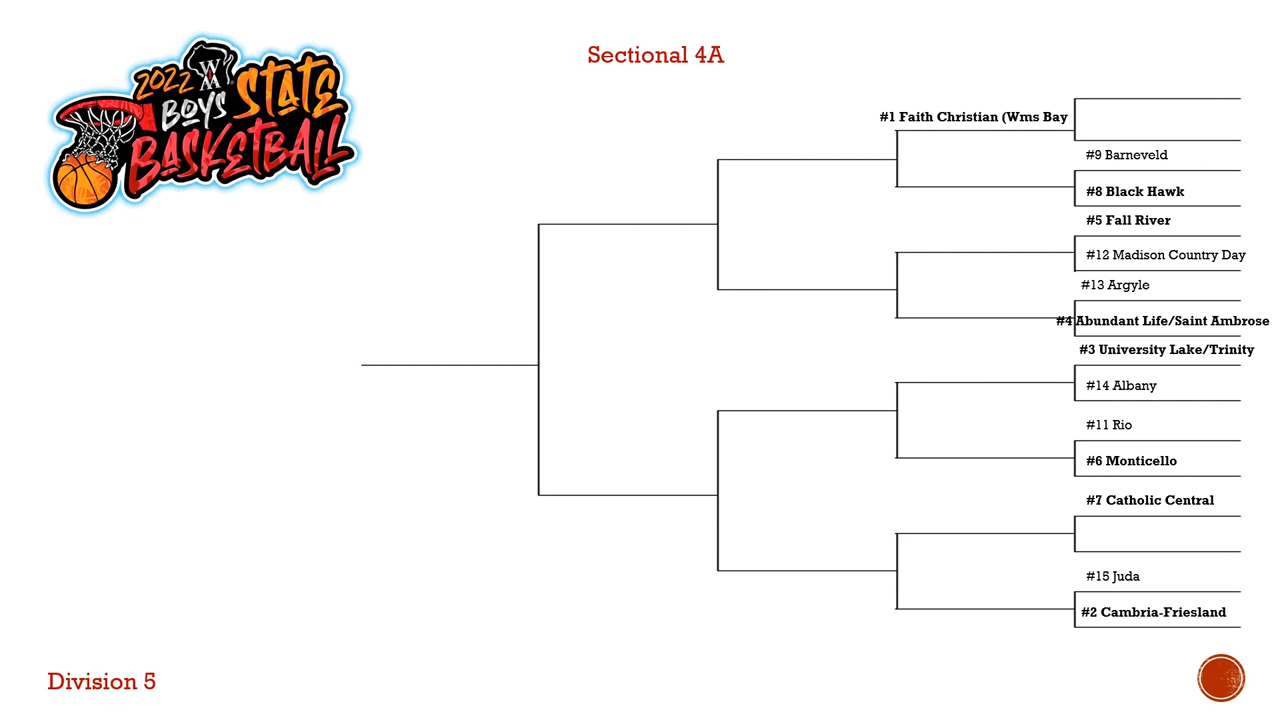 Sectional 4A
2022 WIAA
BOYS STATE
BASKETBALL
#1 Faith Christian (Wms Bay
#9 Barneveld
#8 Black Hawk
#5 Fall River
#12 Madison Country Day
#13 Argyle
#4 Abundant Life/Saint Ambrose
#3 University Lake/Trinity
#14 Albany
#11 Rio
#6 Monticello
#7 Catholic Central
#15 Juda
#2 Cambria-Friesland
Division 5